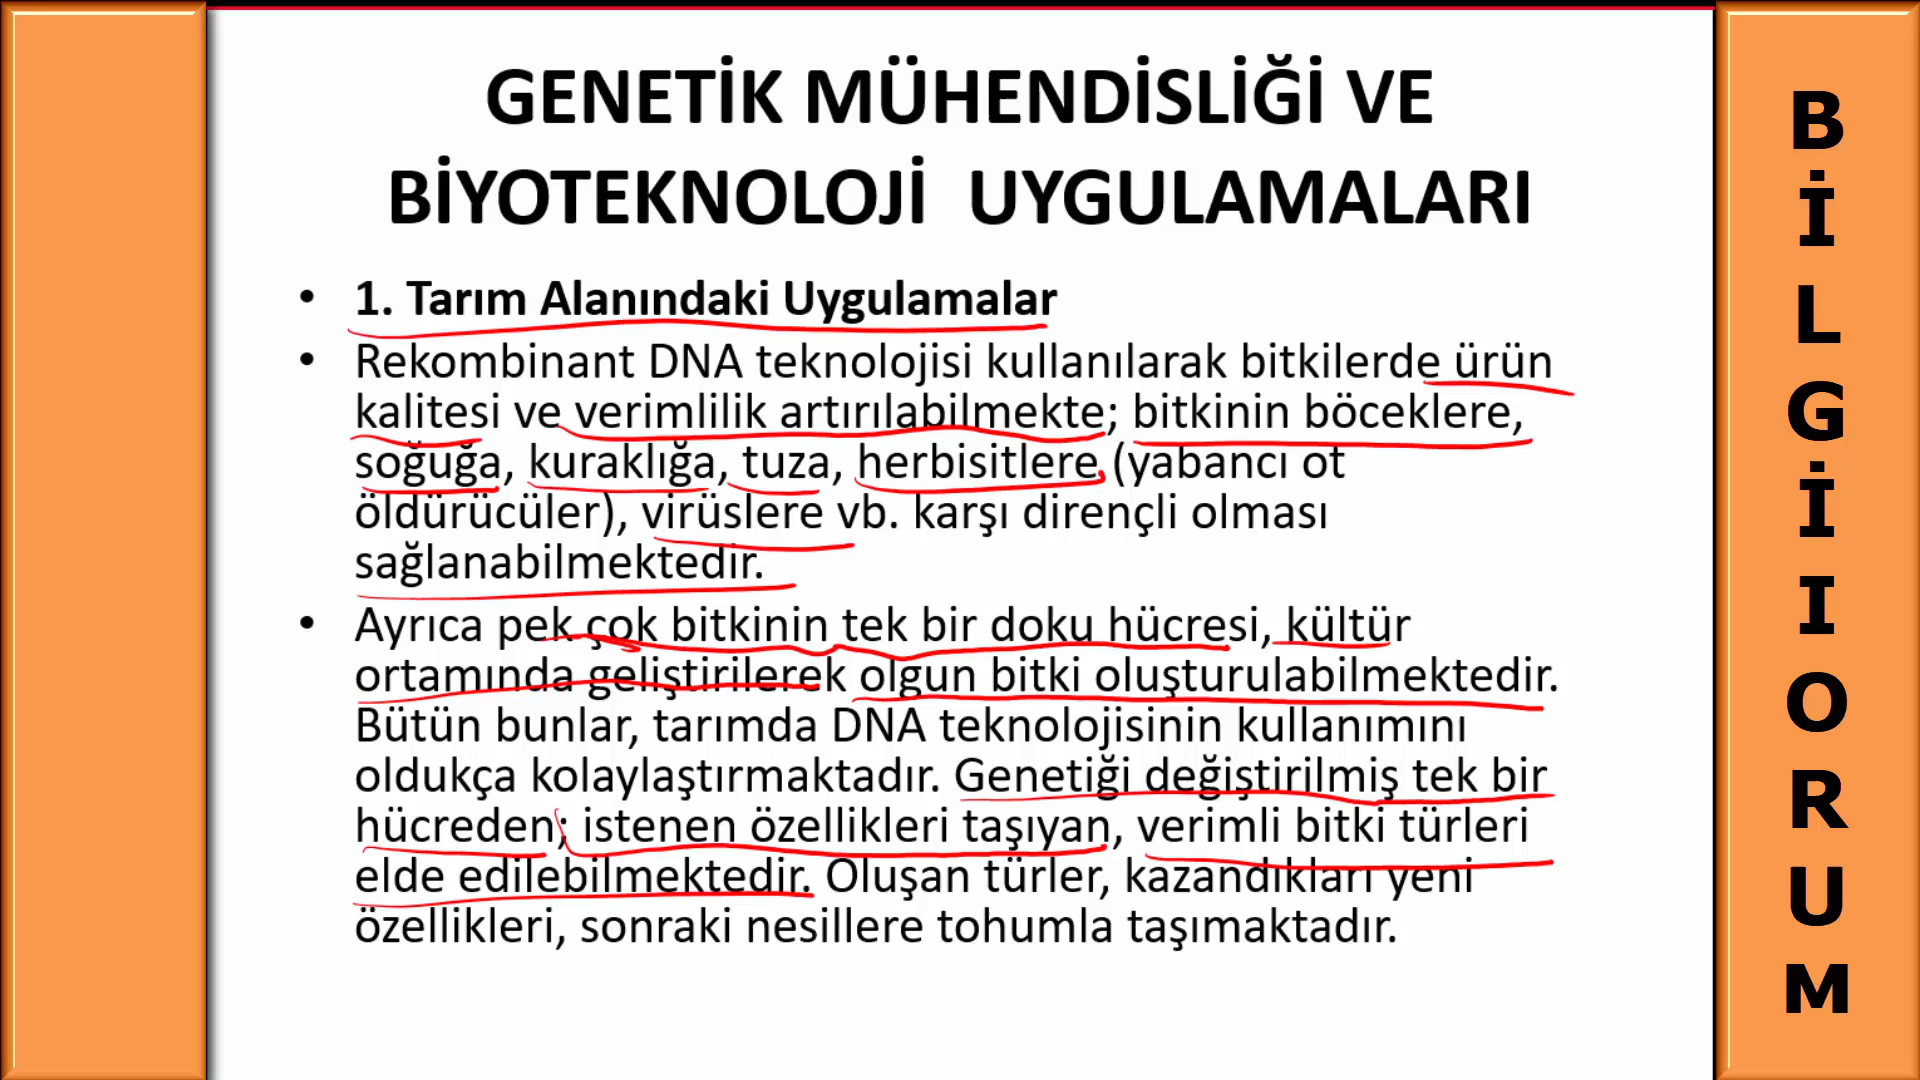 GENETİK MÜHENDİSLİĞİ VE
BİYOTEKNOLOJİ UYGULAMALARI
• 1. Tarım Alanındaki Uygulamalar
• Rekombinant DNA teknolojisi kullanılarak bitkilerde ürün
kalitesi ve verimlilik artırılabilmekte; bitkinin böceklere,
soğuğa, kuraklığa, tuza, herbisitlere (yabancı ot
öldürücüler), virüslere vb. karşı dirençli olması
sağlanabilmektedir.
• Ayrıca pek çok bitkinin tek bir doku hücresi, kültür
ortamında geliştirilerek olgun bitki oluşturulabilmektedir.
Bütün bunlar, tarımda DNA teknolojisinin kullanımını
oldukça kolaylaştırmaktadır. Genetiği değiştirilmiş tek bir
hücreden; istenen özellikleri taşıyan, verimli bitki türleri
elde edilebilmektedir. Oluşan türler, kazandıkları yeni
özellikleri, sonraki nesillere tohumla taşımaktadır.
BİLGİIORUM